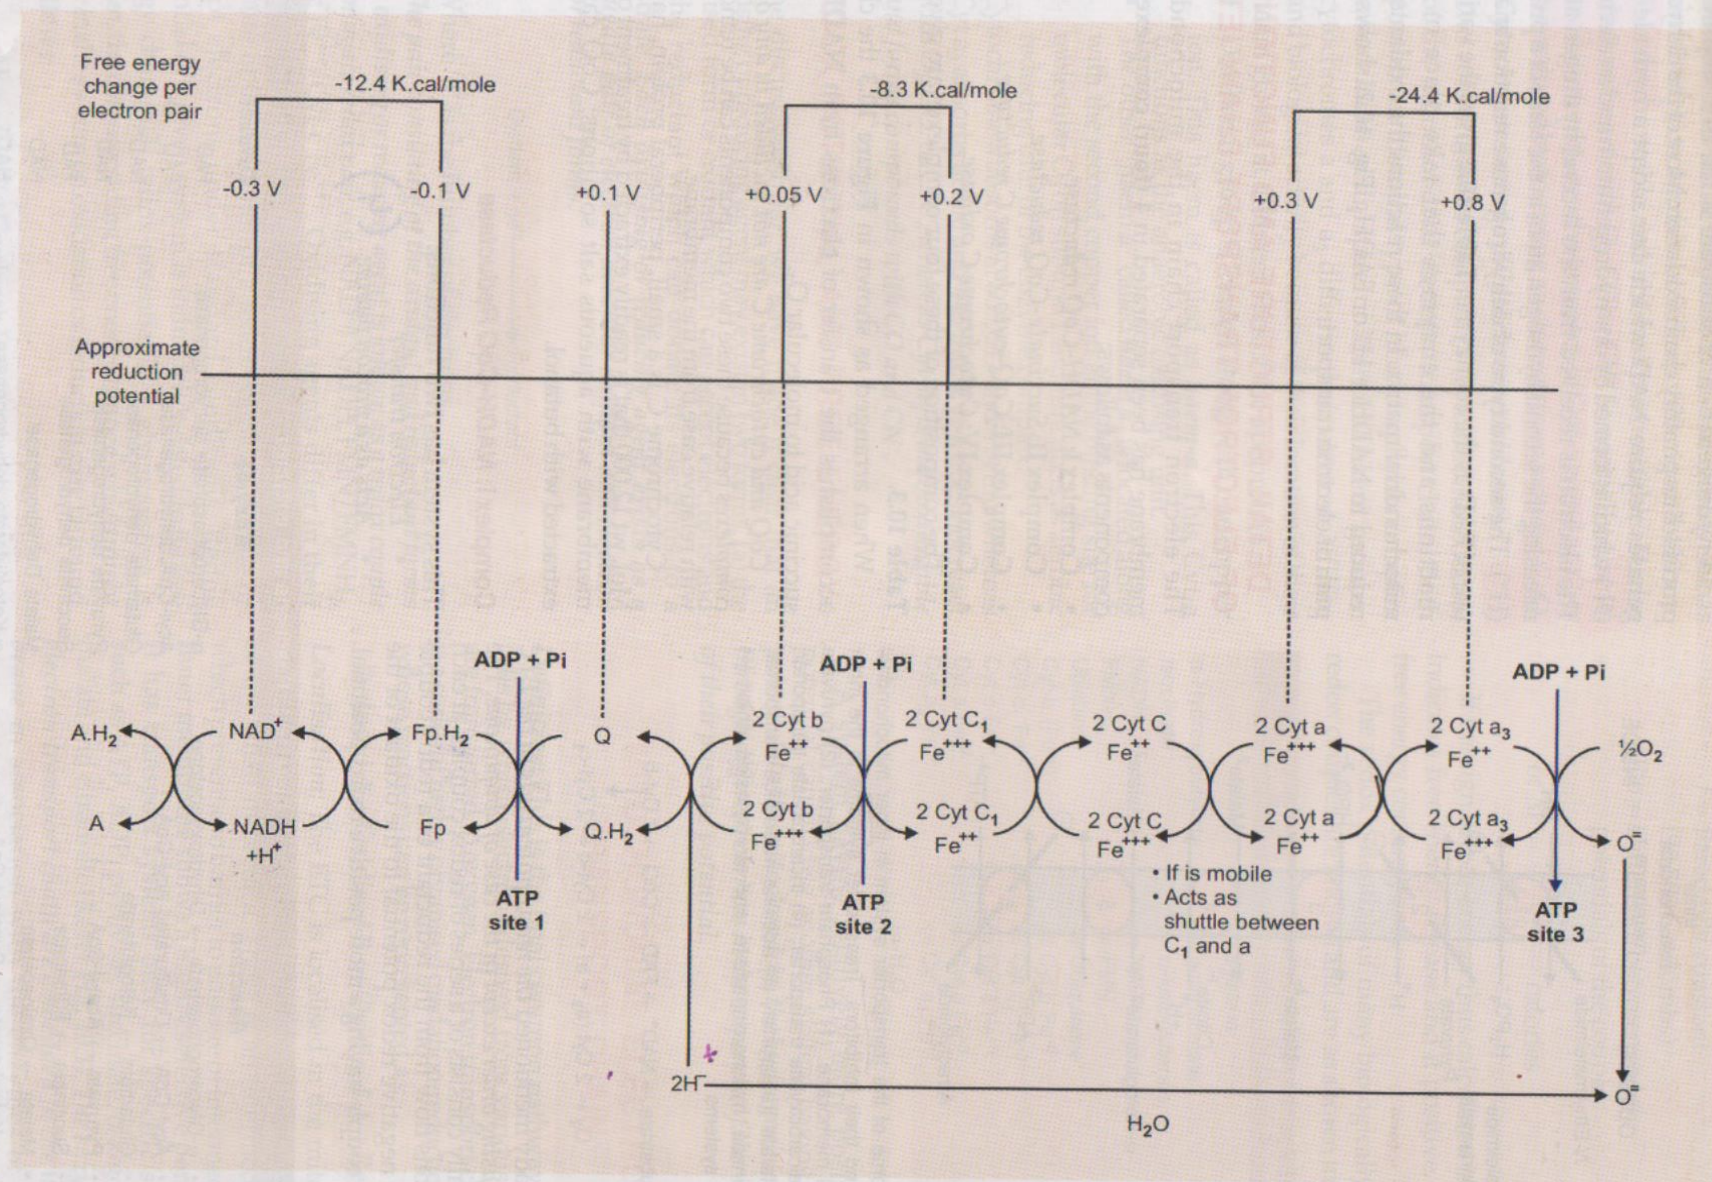 Free energy
change per
electron pair
-12.4 K.cal/mole
-8.3 K.cal/mole
-24.4 K.cal/mole
-0.3 V
-0.1 V
+0.1 V
+0.05 V
+0.2 V
+0.3 V
+0.8 V
Approximate
reduction
potential
ADP + Pi
ADP + Pi
ADP + Pi
A.H₂
NAD⁺
Fp.H₂
Q
2 Cyt b
Fe⁺⁺
2 Cyt C₁
Fe⁺⁺⁺
2 Cyt C
Fe⁺⁺
2 Cyt a
Fe⁺⁺⁺
2 Cyt a₃
Fe⁺⁺
½O₂
A
NADH
+H⁺
Fp
Q.H₂
2 Cyt b
Fe⁺⁺⁺
2 Cyt C₁
Fe⁺⁺
2 Cyt C
Fe⁺⁺⁺
2 Cyt a
Fe⁺⁺
2 Cyt a₃
Fe⁺⁺⁺
O⁼
• If is mobile
• Acts as
shuttle between
C₁ and a
ATP
site 1
ATP
site 2
ATP
site 3
2H⁻
O⁼
H₂O